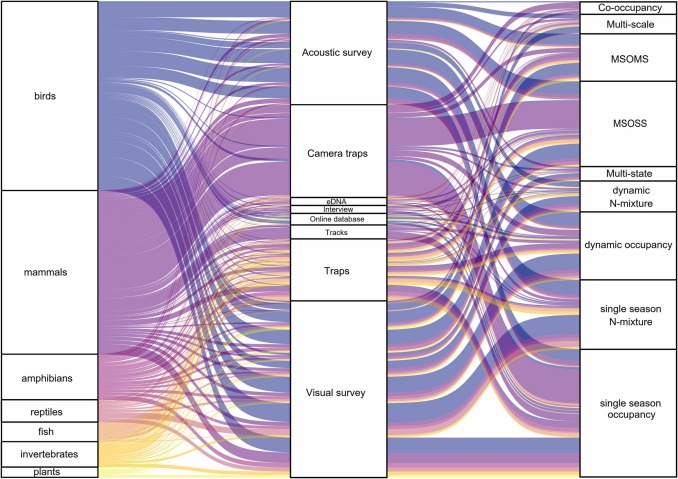 birds
mammals
amphibians
reptiles
fish
invertebrates
plants
Acoustic survey
Camera traps
eDNA
Interview
Online database
Tracks
Traps
Visual survey
Co-occupancy
Multi-scale
MSOMS
MSOSS
Multi-state
dynamic
N-mixture
dynamic occupancy
single season
N-mixture
single season
occupancy